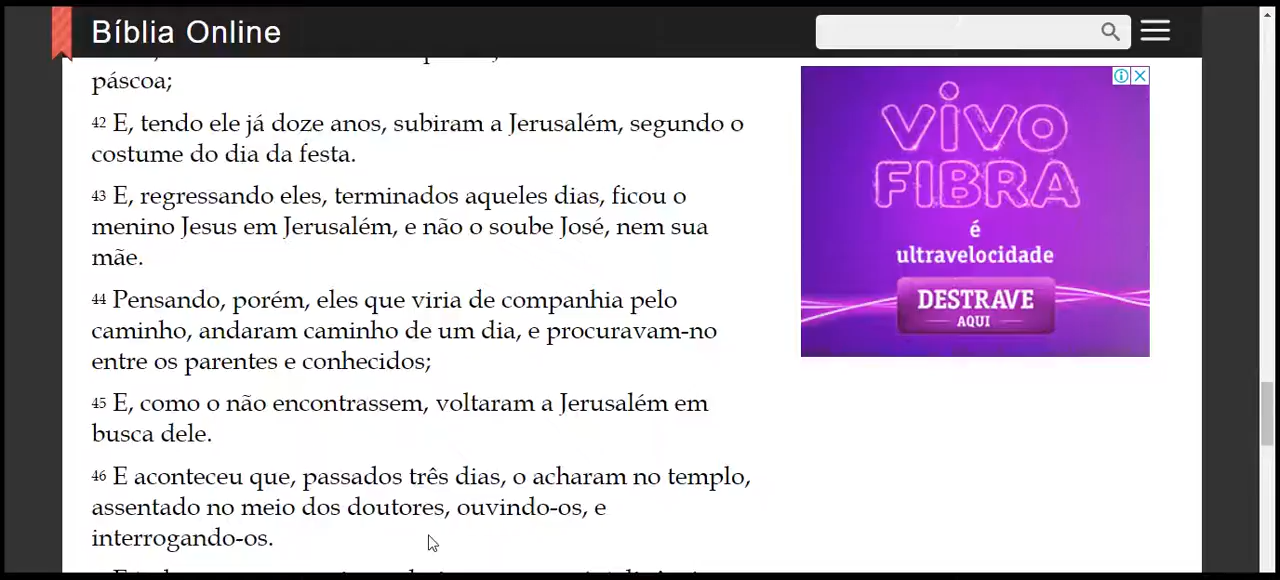 Bíblia Online
páscoa;
42 E, tendo ele já doze anos, subiram a Jerusalém, segundo o
costume do dia da festa.
43 E, regressando eles, terminados aqueles dias, ficou o
menino Jesus em Jerusalém, e não o soube José, nem sua
mãe.
44 Pensando, porém, eles que viria de companhia pelo
caminho, andaram caminho de um dia, e procuravam-no
entre os parentes e conhecidos;
45 E, como o não encontrassem, voltaram a Jerusalém em
busca dele.
46 E aconteceu que, passados três dias, o acharam no templo,
assentado no meio dos doutores, ouvindo-os, e
interrogando-os.
VIVO
FIBRA
é
ultravelocidade
DESTRAVE
AQUI